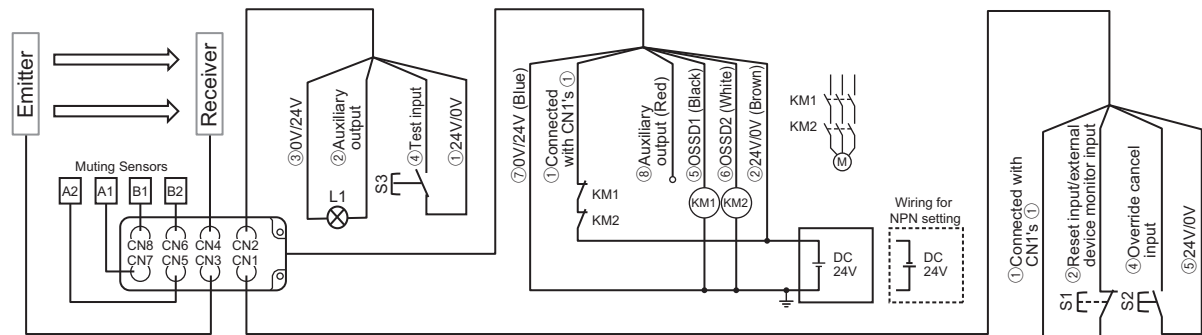 Emitter
Receiver
Muting Sensors
A2
A1
B1
B2
CN8
CN6
CN4
CN2
CN7
CN5
CN3
CN1
③0V/24V
②Auxiliary
output
④Test input
①24V/0V
L1
S3
⑦0V/24V (Blue)
①Connected
with CN1's ①
⑧Auxiliary
output (Red)
⑤OSSD1 (Black)
⑥OSSD2 (White)
②24V/0V (Brown)
KM1
KM2
KM1
KM2
KM1
KM2
M
DC
24V
Wiring for
NPN setting
DC
24V
①Connected with
CN1's ①
②Reset input/external
device monitor input
④Override cancel
input
⑤24V/0V
S1
S2